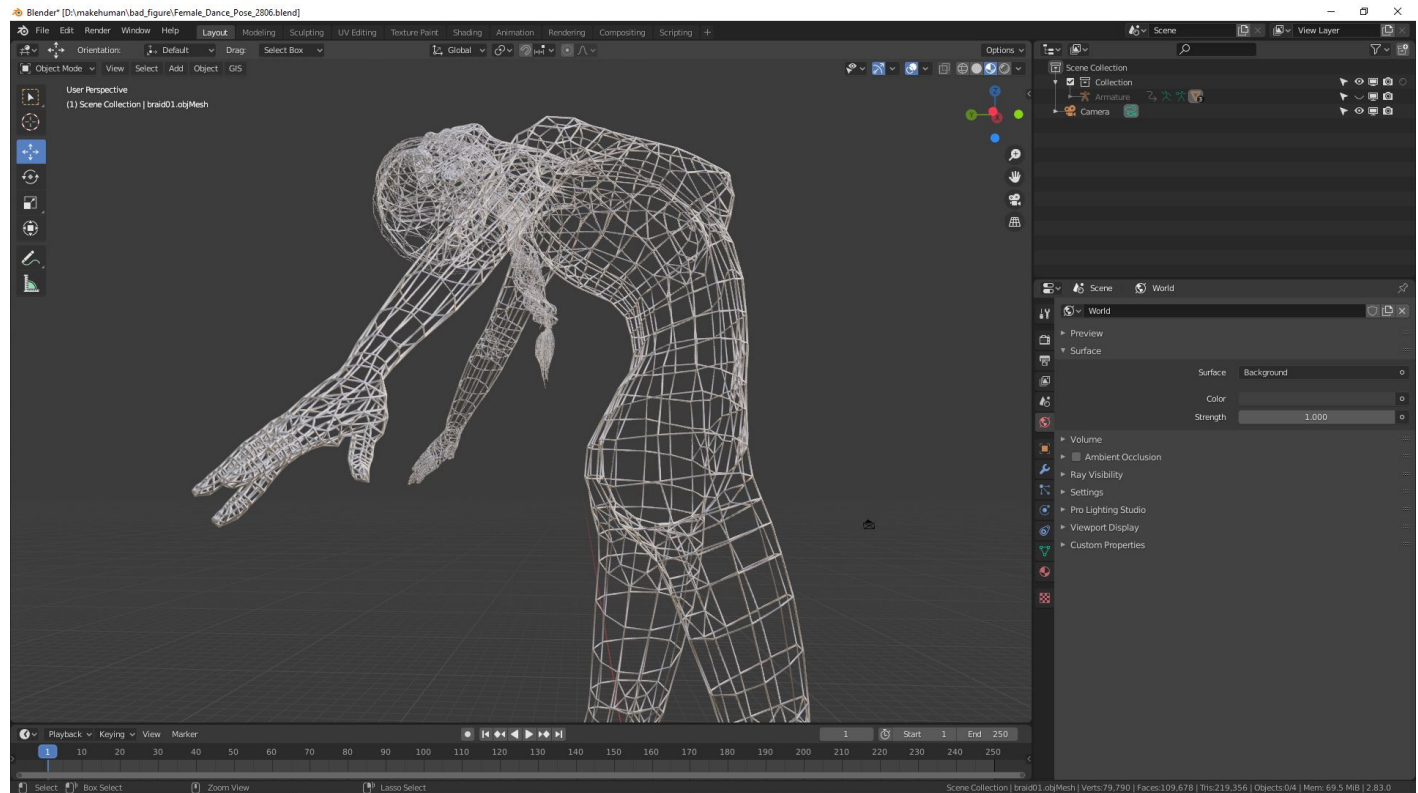 Blender* [D:\makehuman\bad_figure\Female_Dance_Pose_2806.blend]
File Edit Render Window Help Layout Modeling Sculpting UV Editing Texture Paint Shading Animation Rendering Compositing Scripting + Scene View Layer
Orientation: Default Drag: Select Box Global Options
Object Mode View Select Add Object GIS
User Perspective
(1) Scene Collection | braid01.objMesh
Z
Y
Scene Collection
Collection
Armature 3
Camera
Scene World
World
Preview
Surface
Surface Background
Color
Strength 1.000
Volume
Ambient Occlusion
Ray Visibility
Settings
Pro Lighting Studio
Viewport Display
Custom Properties
Playback Keying View Marker 1 Start 1 End 250
1 10 20 30 40 50 60 70 80 90 100 110 120 130 140 150 160 170 180 190 200 210 220 230 240 250
Select Box Select Zoom View Lasso Select Scene Collection | braid01.objMesh | Verts:79,790 | Faces:109,678 | Tris:219,356 | Objects:0/4 | Mem: 69.5 MiB | 2.83.0